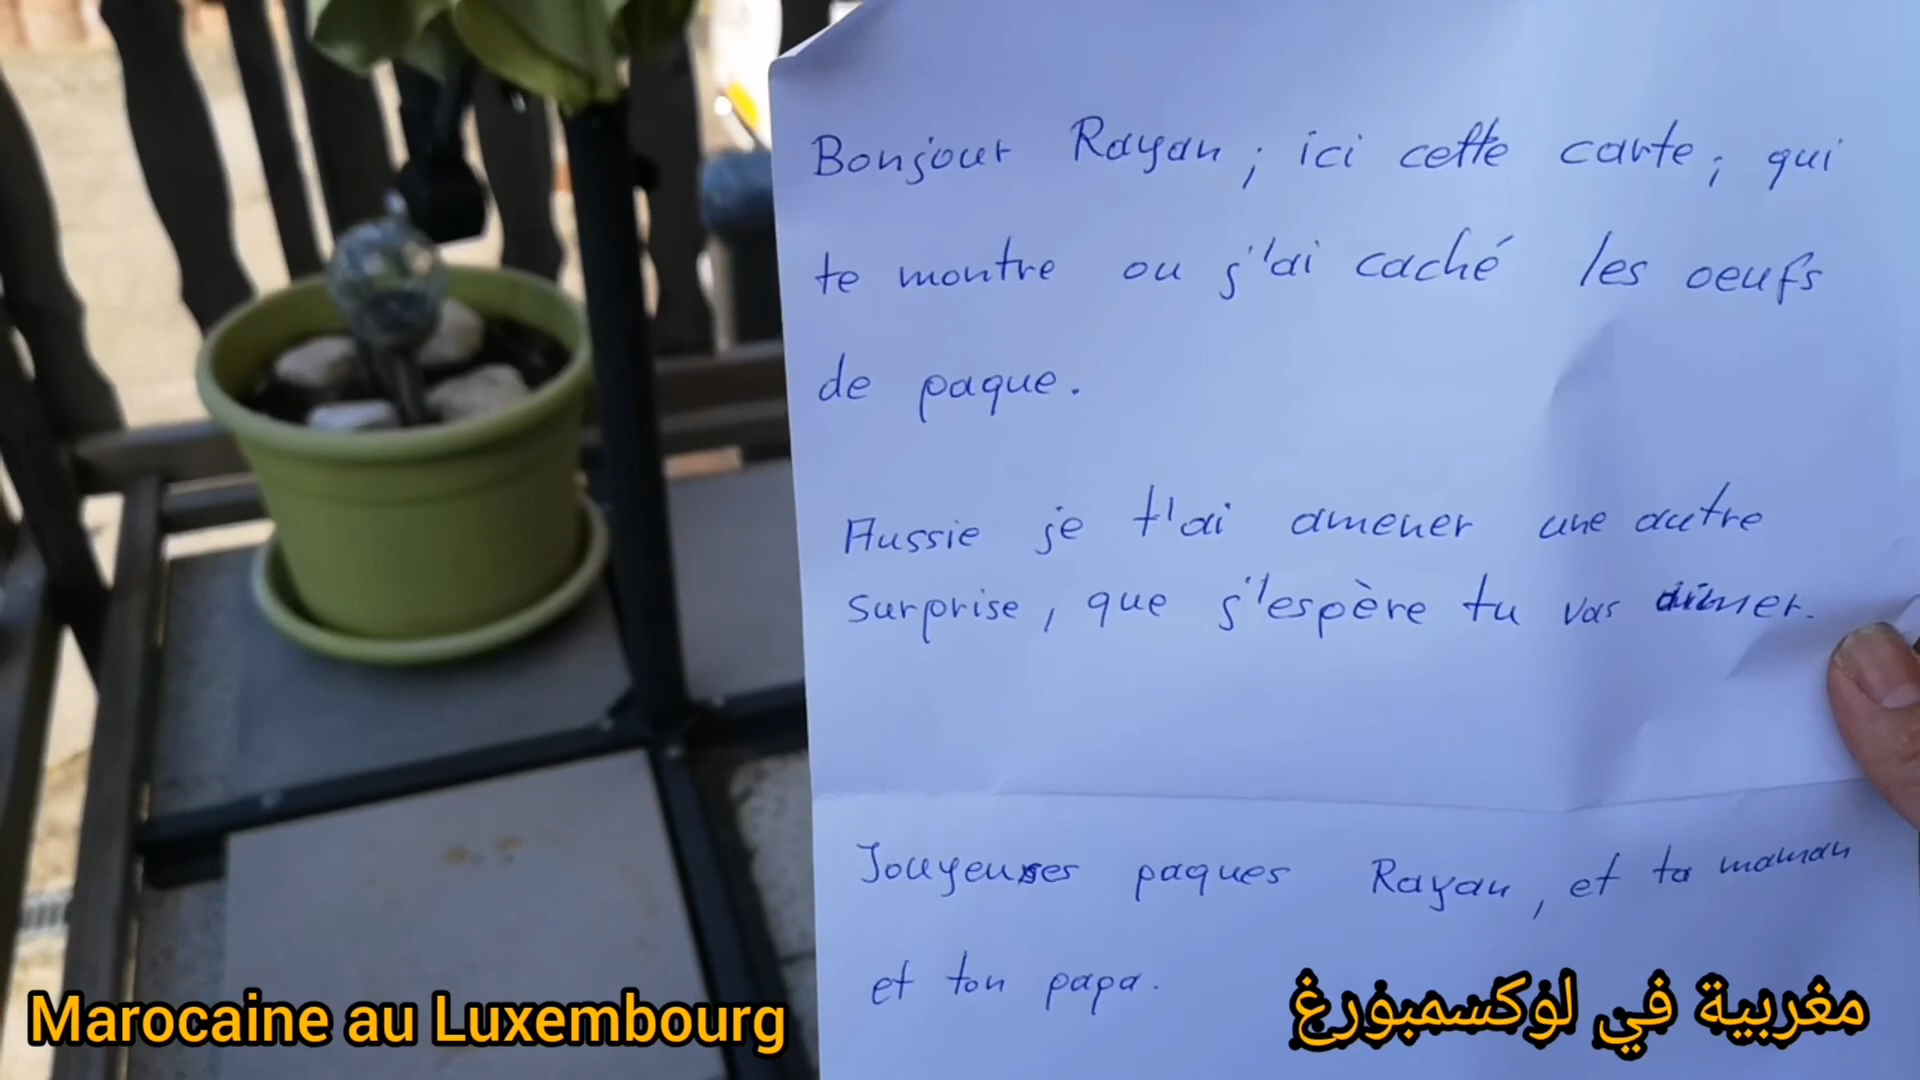 Bonjour Rayan ; ici cette carte ; qui
te montre ou j'ai caché les oeufs
de paque.
Aussie je t'ai amener une autre
surprise, que j'espère tu vas aimer.
Jouyeuses paques Rayan, et ta maman
et ton papa.
Marocaine au Luxembourg
مغربية في لوكسمبورغ